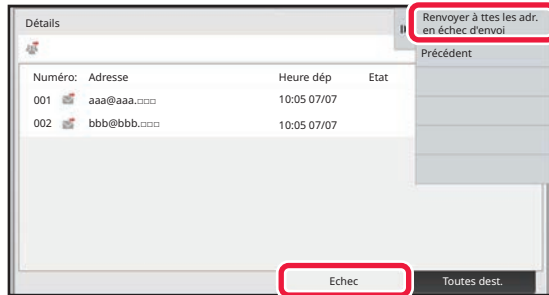 Détails
Renvoyer à ttes les adr.
en échec d'envoi
Précédent
Numéro: Adresse Heure dép Etat
001 aaa@aaa.□□□ 10:05 07/07
002 bbb@bbb.□□□ 10:05 07/07
Echec Toutes dest.